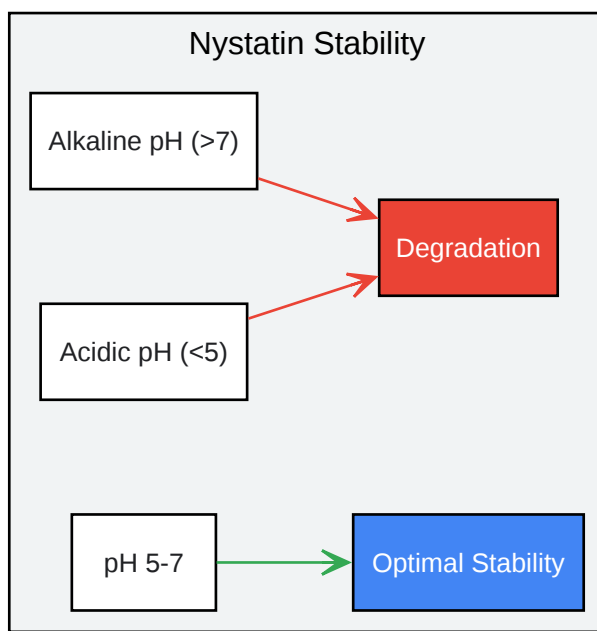 Nystatin Stability
Alkaline pH (>7)
Degradation
Acidic pH (<5)
pH 5-7
Optimal Stability